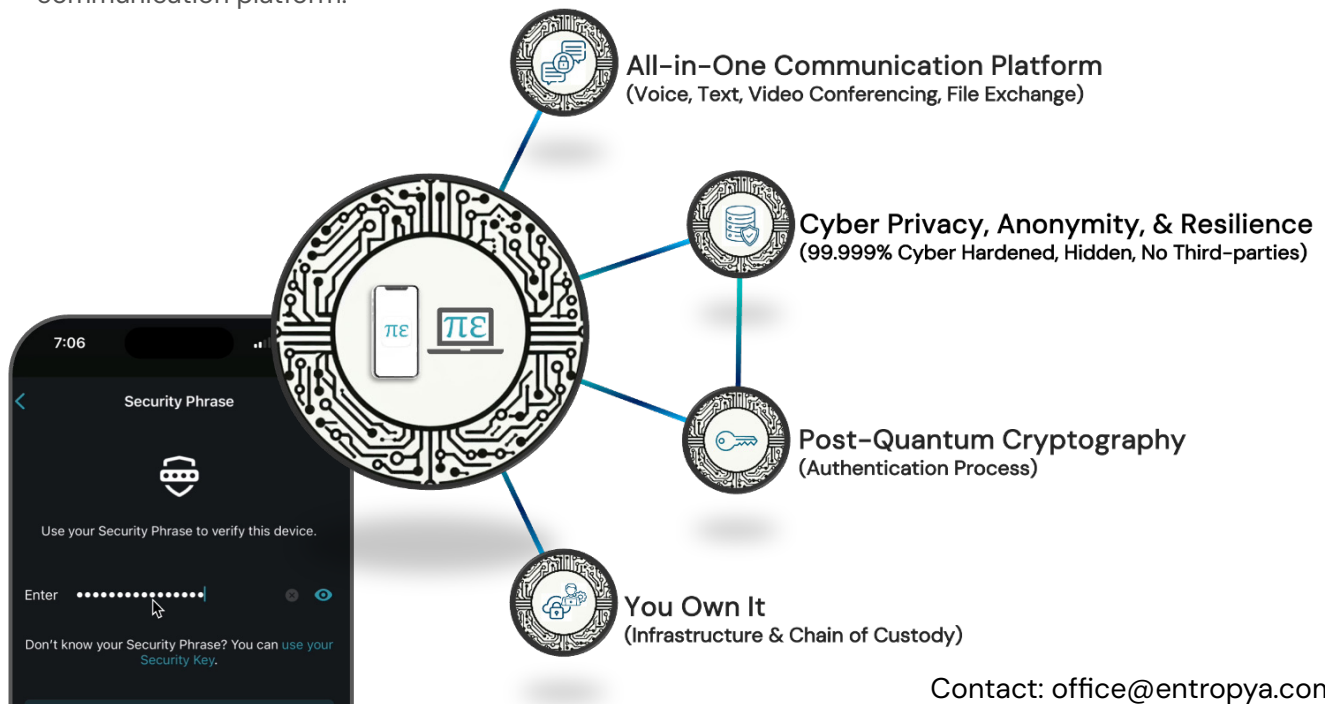 communication platform.
All-in-One Communication Platform
(Voice, Text, Video Conferencing, File Exchange)
Cyber Privacy, Anonymity, & Resilience
(99.999% Cyber Hardened, Hidden, No Third-parties)
πε
πε
7:06
Security Phrase
Use your Security Phrase to verify this device.
Enter ••••••••••••••••
Don't know your Security Phrase? You can use your
Security Key.
Post-Quantum Cryptography
(Authentication Process)
You Own It
(Infrastructure & Chain of Custody)
Contact: office@entropya.com